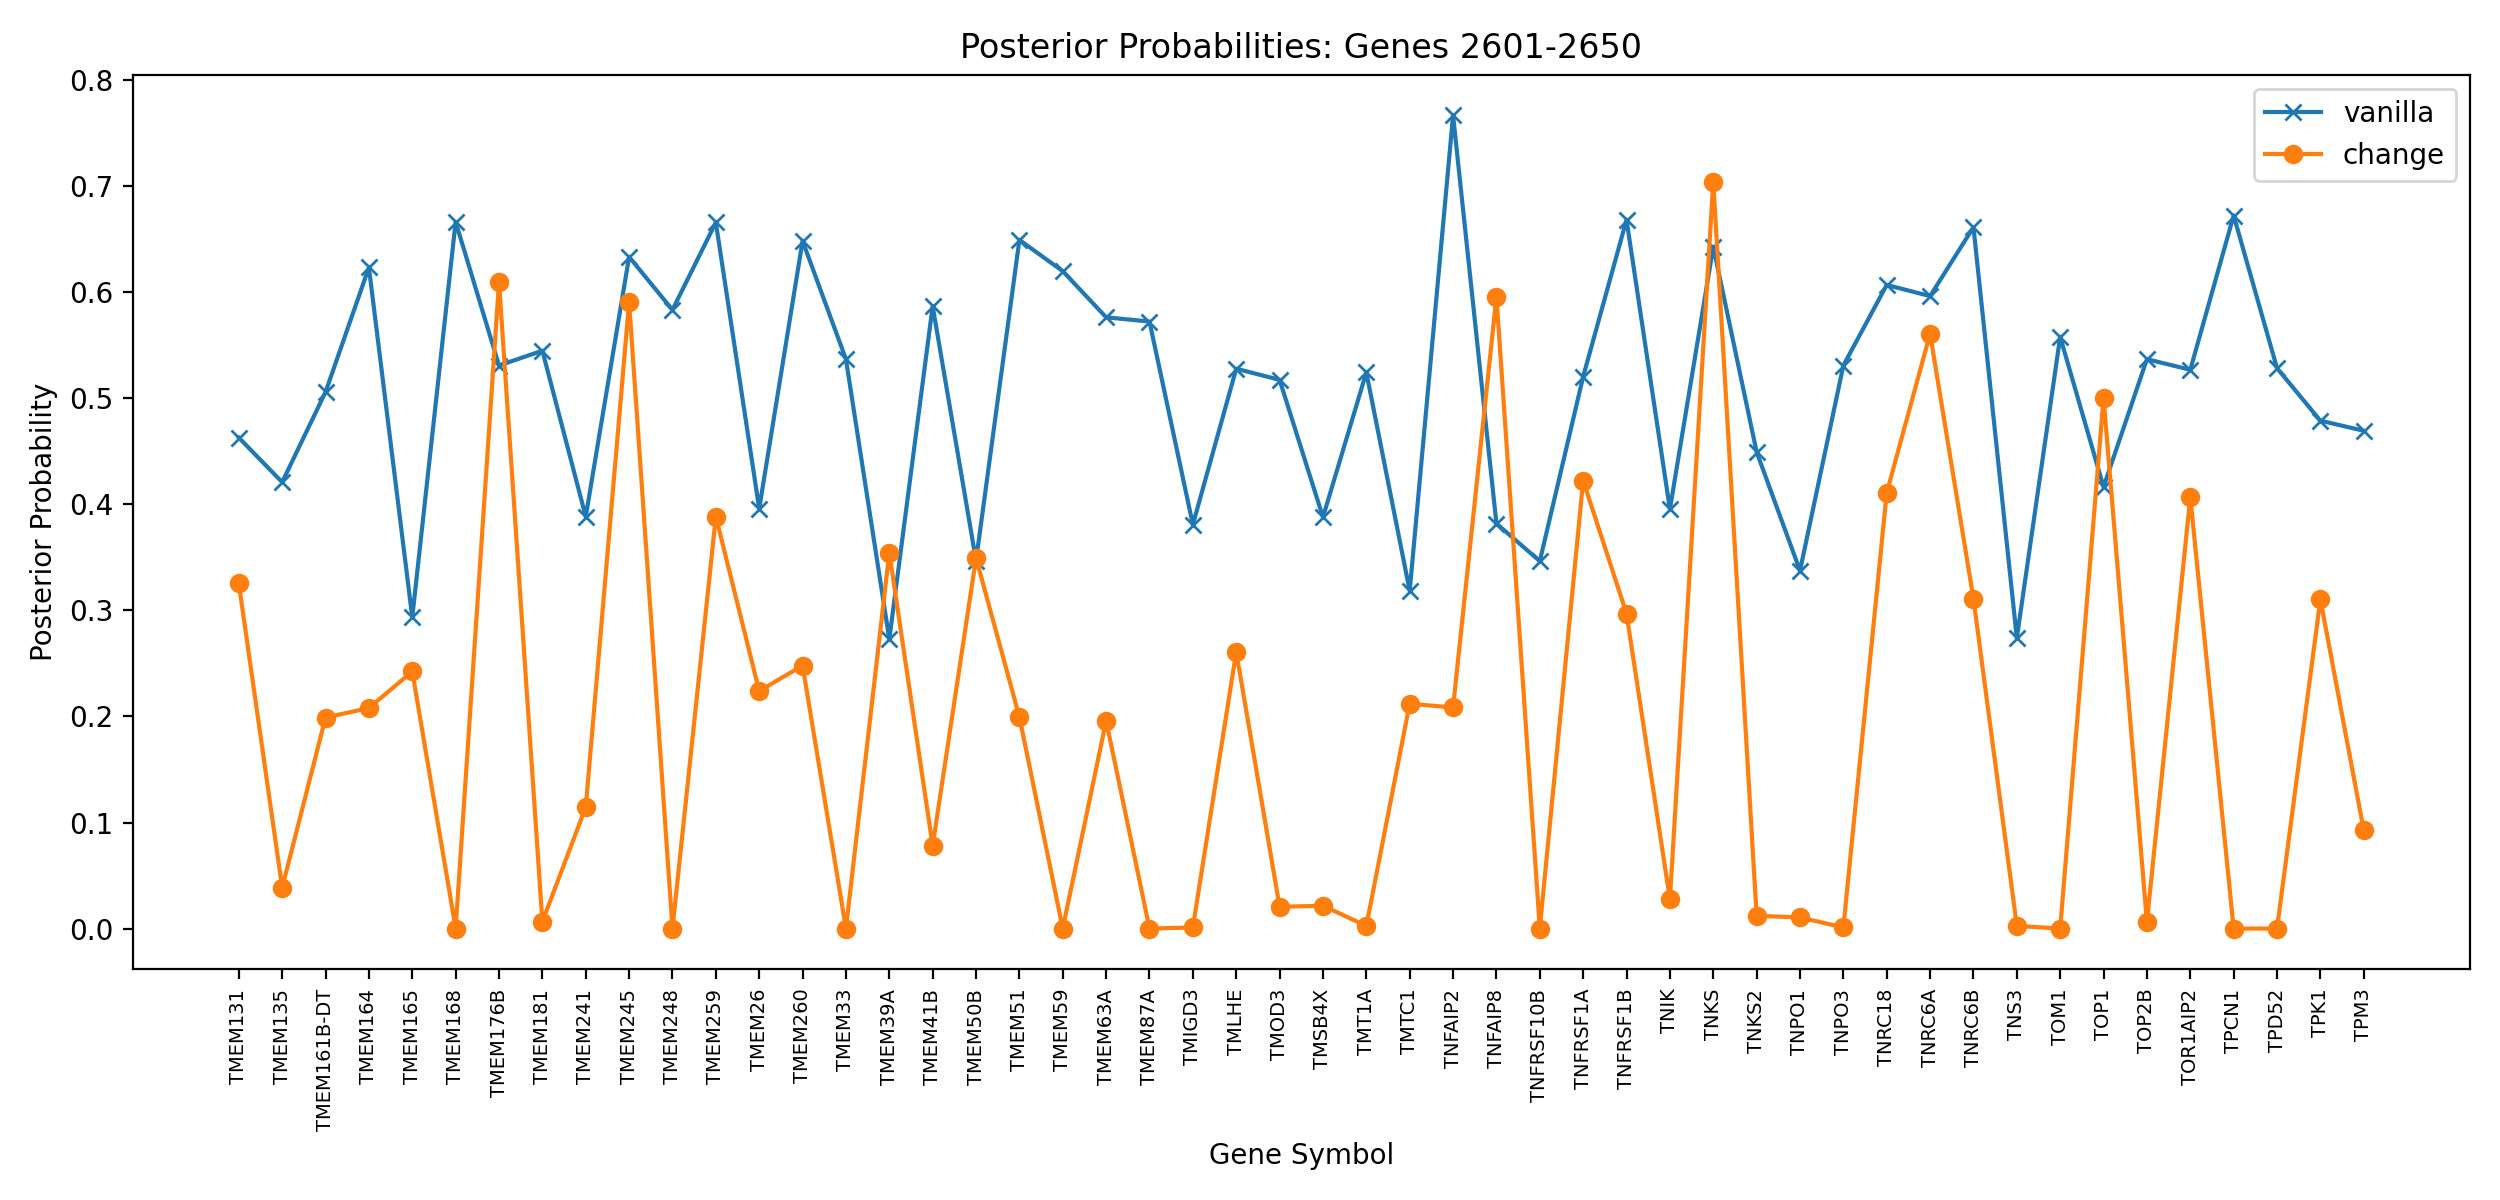 Posterior Probabilities: Genes 2601-2650
vanilla
change
Posterior Probability
0.8
0.7
0.6
0.5
0.4
0.3
0.2
0.1
0.0
TMEM131
TMEM135
TMEM161B-DT
TMEM164
TMEM165
TMEM168
TMEM176B
TMEM181
TMEM241
TMEM245
TMEM248
TMEM259
TMEM26
TMEM260
TMEM33
TMEM39A
TMEM41B
TMEM50B
TMEM51
TMEM59
TMEM63A
TMEM87A
TMIGD3
TMLHE
TMOD3
TMSB4X
TMT1A
TMTC1
TNFAIP2
TNFAIP8
TNFRSF10B
TNFRSF1A
TNFRSF1B
TNIK
TNKS
TNKS2
TNPO1
TNPO3
TNRC18
TNRC6A
TNRC6B
TNS3
TOM1
TOP1
TOP2B
TOR1AIP2
TPCN1
TPD52
TPK1
TPM3
Gene Symbol